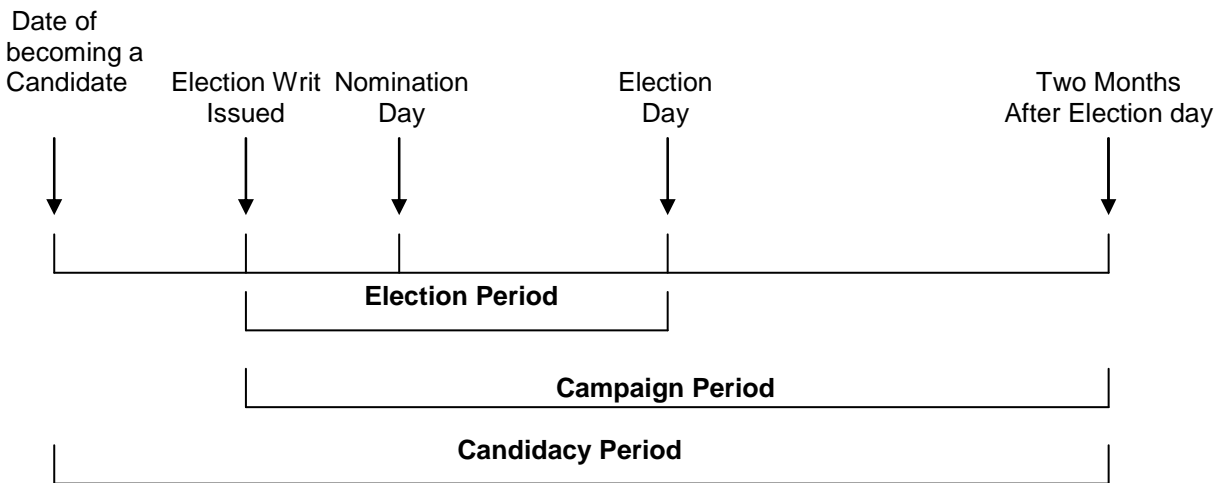 Date of
becoming a
Candidate
Election Writ
Issued
Nomination
Day
Election
Day
Two Months
After Election day
Election Period
Campaign Period
Candidacy Period